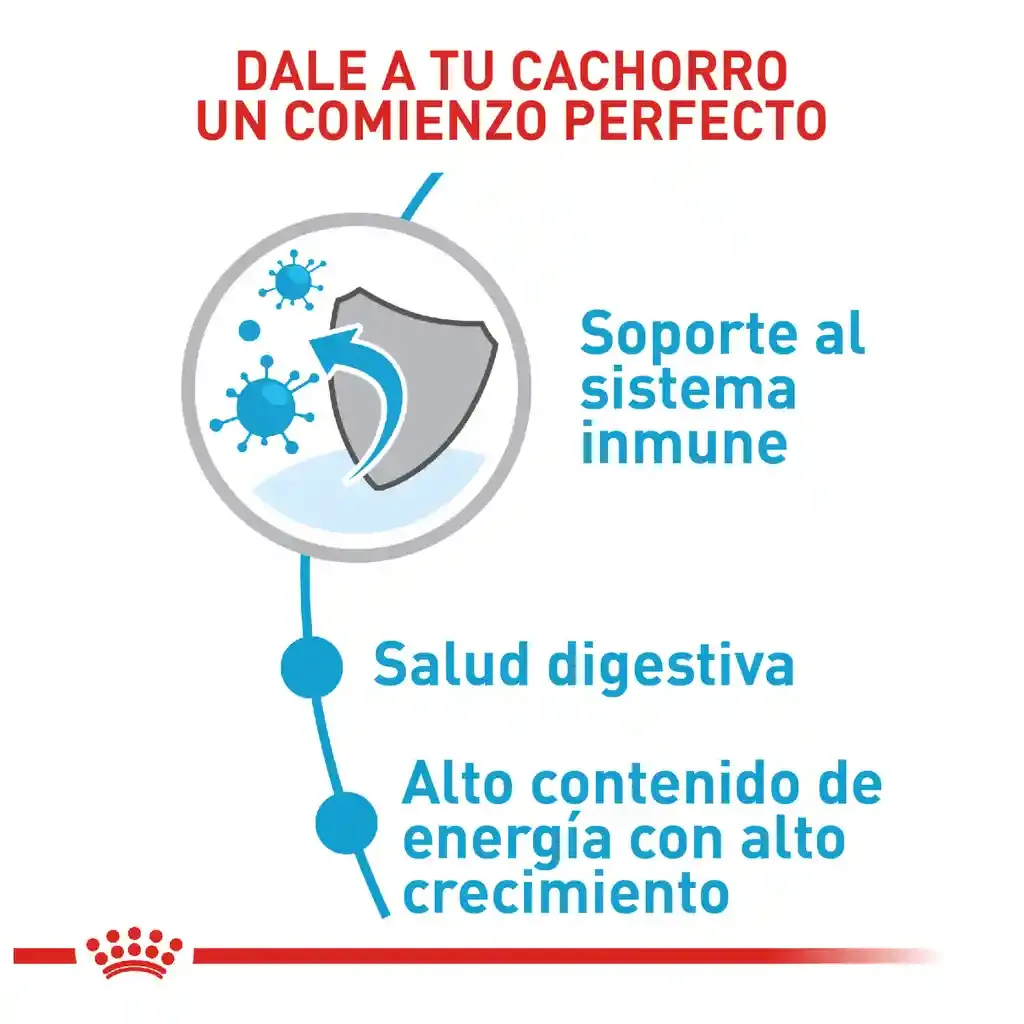 DALE A TU CACHORRO
UN COMIENZO PERFECTO
Soporte al
sistema
inmune
Salud digestiva
Alto contenido de
energía con alto
crecimiento